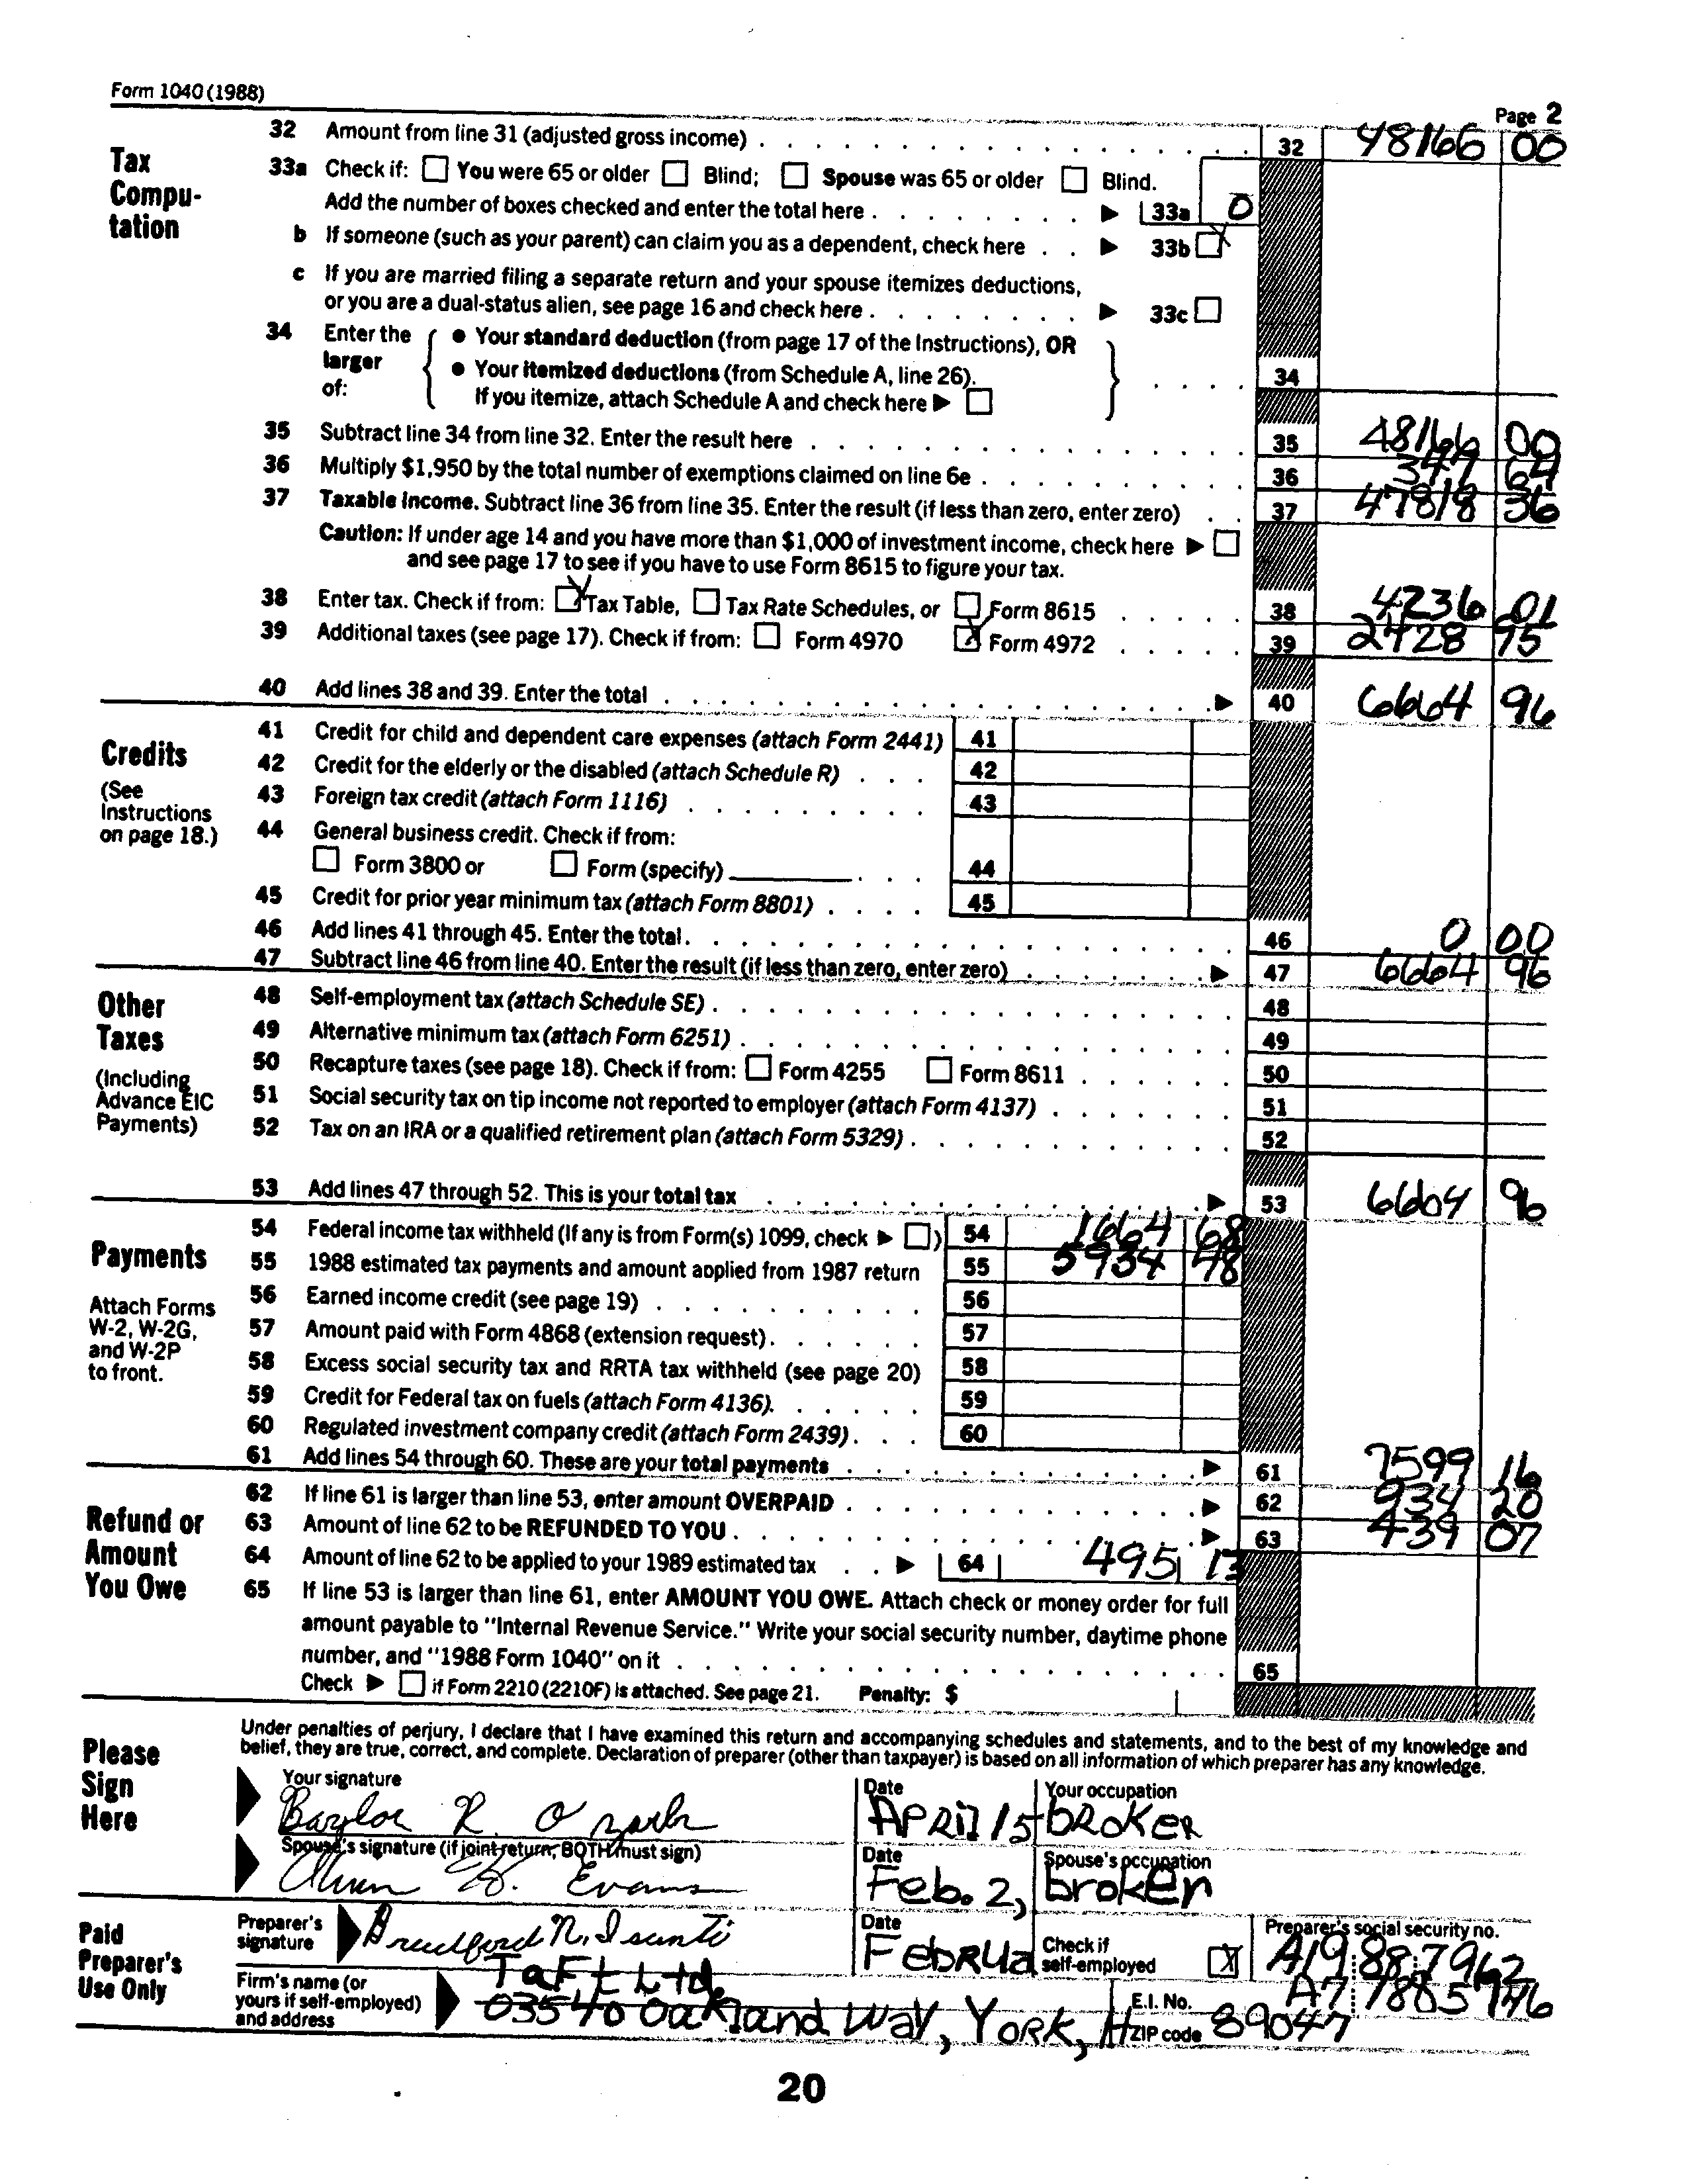 Form 1040 (1988)
Page 2
Tax Compu-tation
32 Amount from line 31 (adjusted gross income) 32 48166 00
33a Check if: You were 65 or older Blind; Spouse was 65 or older Blind.
Add the number of boxes checked and enter the total here 33a 0
b If someone (such as your parent) can claim you as a dependent, check here 33b X
c If you are married filing a separate return and your spouse itemizes deductions,
or you are a dual-status alien, see page 16 and check here 33c
34 Enter the larger of:
• Your standard deduction (from page 17 of the Instructions), OR
• Your itemized deductions (from Schedule A, line 26).
If you itemize, attach Schedule A and check here 34
35 Subtract line 34 from line 32. Enter the result here 35 48166 00
36 Multiply $1,950 by the total number of exemptions claimed on line 6e 36 347 64
37 Taxable income. Subtract line 36 from line 35. Enter the result (if less than zero, enter zero) 37 47818 36
Caution: If under age 14 and you have more than $1,000 of investment income, check here
and see page 17 to see if you have to use Form 8615 to figure your tax.
38 Enter tax. Check if from: X Tax Table, Tax Rate Schedules, or Form 8615 38 4236 01
39 Additional taxes (see page 17). Check if from: Form 4970 X Form 4972 39 2428 95
40 Add lines 38 and 39. Enter the total 40 6664 96
Credits
(See Instructions on page 18.)
41 Credit for child and dependent care expenses (attach Form 2441) 41
42 Credit for the elderly or the disabled (attach Schedule R) 42
43 Foreign tax credit (attach Form 1116) 43
44 General business credit. Check if from:
Form 3800 or Form (specify) 44
45 Credit for prior year minimum tax (attach Form 8801) 45
46 Add lines 41 through 45. Enter the total. 46 0 00
47 Subtract line 46 from line 40. Enter the result (if less than zero, enter zero) 47 6664 96
Other Taxes
(Including Advance EIC Payments)
48 Self-employment tax (attach Schedule SE) 48
49 Alternative minimum tax (attach Form 6251) 49
50 Recapture taxes (see page 18). Check if from: Form 4255 Form 8611 50
51 Social security tax on tip income not reported to employer (attach Form 4137) 51
52 Tax on an IRA or a qualified retirement plan (attach Form 5329) 52
53 Add lines 47 through 52. This is your total tax 53 6664 96
Payments
Attach Forms W-2, W-2G, and W-2P to front.
54 Federal income tax withheld (If any is from Form(s) 1099, check ) 54 1664 68
55 1988 estimated tax payments and amount applied from 1987 return 55 5934 48
56 Earned income credit (see page 19) 56
57 Amount paid with Form 4868 (extension request) 57
58 Excess social security tax and RRTA tax withheld (see page 20) 58
59 Credit for Federal tax on fuels (attach Form 4136). 59
60 Regulated investment company credit (attach Form 2439) 60
61 Add lines 54 through 60. These are your total payments 61 7599 16
Refund or Amount You Owe
62 If line 61 is larger than line 53, enter amount OVERPAID 62 934 20
63 Amount of line 62 to be REFUNDED TO YOU 63 439 07
64 Amount of line 62 to be applied to your 1989 estimated tax 64 495 13
65 If line 53 is larger than line 61, enter AMOUNT YOU OWE. Attach check or money order for full
amount payable to "Internal Revenue Service." Write your social security number, daytime phone
number, and "1988 Form 1040" on it 65
Check if Form 2210 (2210F) is attached. See page 21. Penalty: $
Please Sign Here
Under penalties of perjury, I declare that I have examined this return and accompanying schedules and statements, and to the best of my knowledge and
belief, they are true, correct, and complete. Declaration of preparer (other than taxpayer) is based on all information of which preparer has any knowledge.
Your signature Date Your occupation
Baylor R. April 15 broker
Spouse's signature (if joint return, BOTH must sign) Date Spouse's occupation
Evans Feb. 2, broker
Paid Preparer's Use Only
Preparer's signature Bradford N. Isanti Date Februa Check if self-employed X Preparer's social security no. A19 88 7962
Firm's name (or yours if self-employed) and address Taft Ltd. E.I. No. A7 7885746
03540 Oakland Way, York, H ZIP code 89047
20